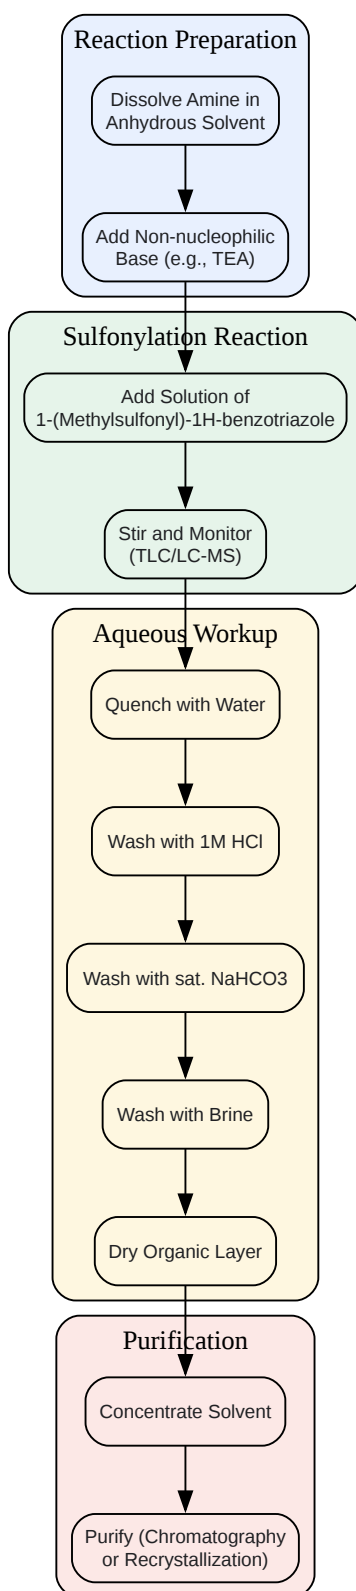 Reaction Preparation
Dissolve Amine in
Anhydrous Solvent
Add Non-nucleophilic
Base (e.g., TEA)
Sulfonylation Reaction
Add Solution of
1-(Methylsulfonyl)-1H-benzotriazole
Stir and Monitor
(TLC/LC-MS)
Aqueous Workup
Quench with Water
Wash with 1M HCl
Wash with sat. NaHCO3
Wash with Brine
Dry Organic Layer
Purification
Concentrate Solvent
Purify (Chromatography
or Recrystallization)